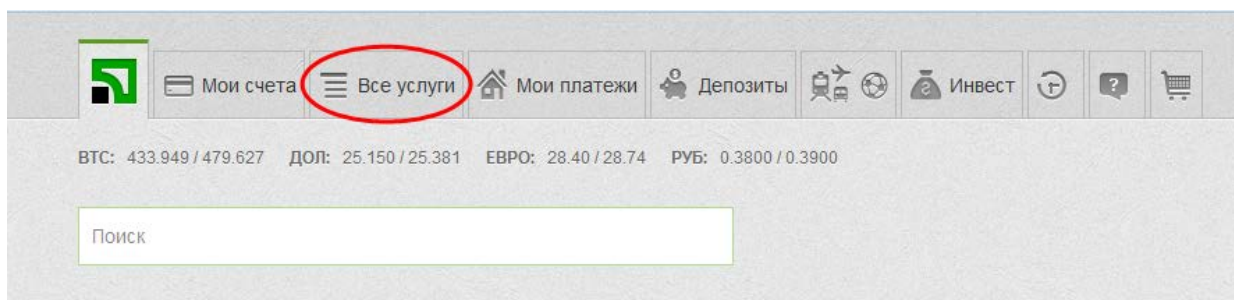 Мои счета Все услуги Мои платежи Депозиты Инвест
BTC: 433.949 / 479.627 ДОЛ: 25.150 / 25.381 ЕВРО: 28.40 / 28.74 РУБ: 0.3800 / 0.3900
Поиск